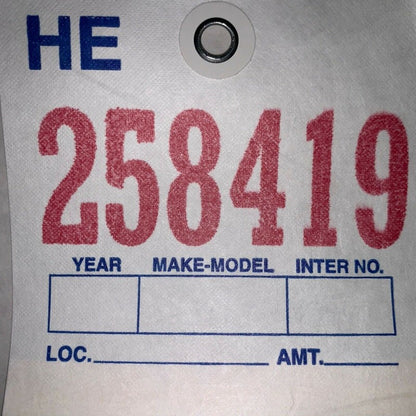 HE
258419
YEAR MAKE-MODEL INTER NO.
LOC. AMT.